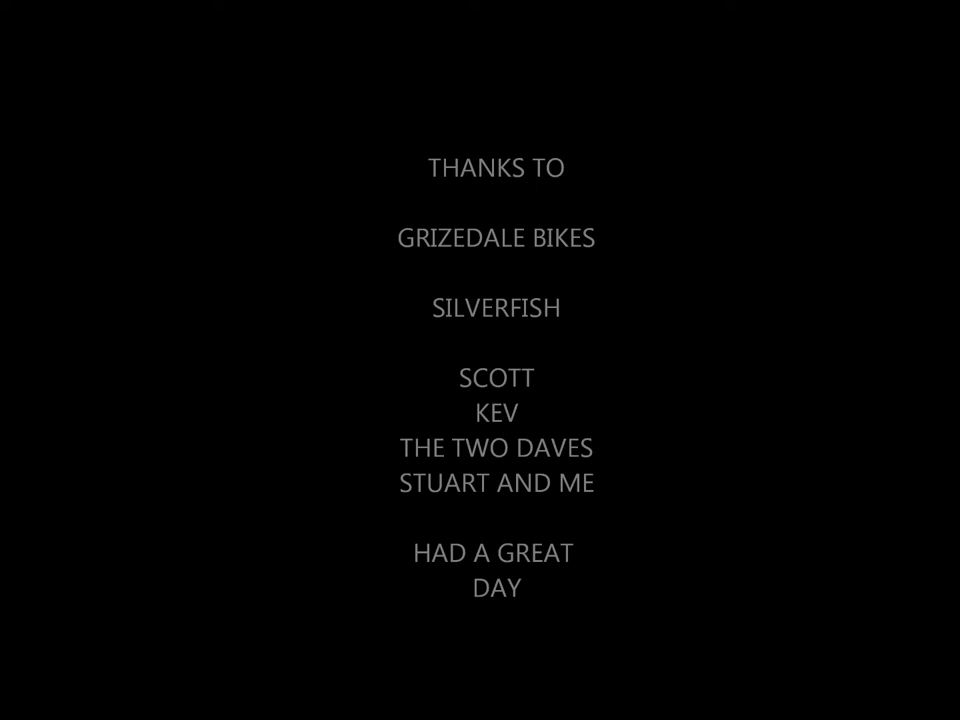 THANKS TO
GRIZEDALE BIKES
SILVERFISH
SCOTT
KEV
THE TWO DAVES
STUART AND ME
HAD A GREAT
DAY